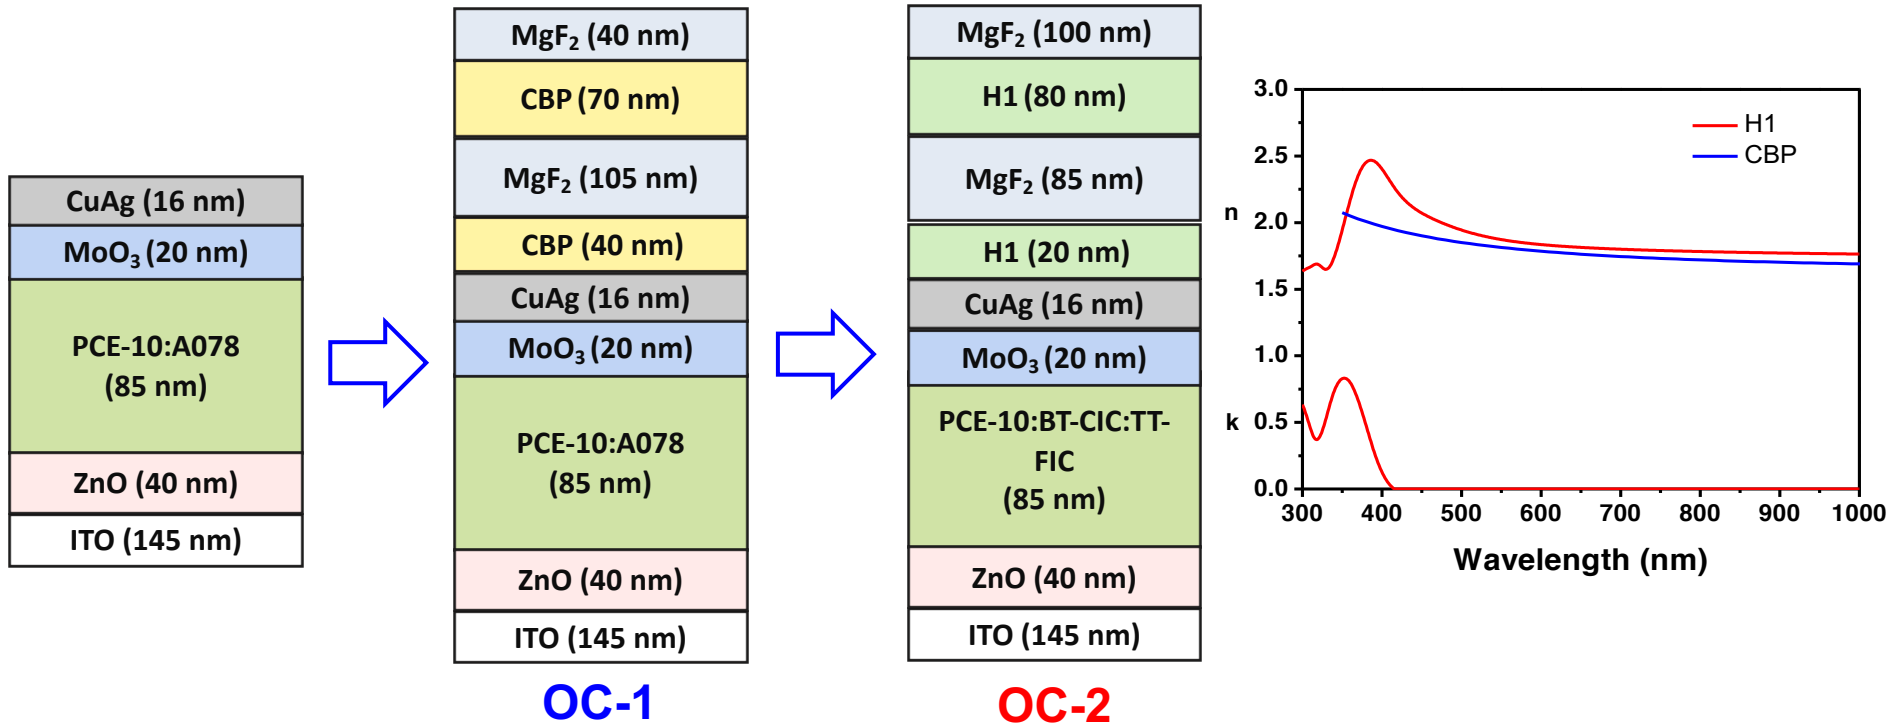 CuAg (16 nm)
MoO₃ (20 nm)
PCE-10:A078
(85 nm)
ZnO (40 nm)
ITO (145 nm)
MgF₂ (40 nm)
CBP (70 nm)
MgF₂ (105 nm)
CBP (40 nm)
CuAg (16 nm)
MoO₃ (20 nm)
PCE-10:A078
(85 nm)
ZnO (40 nm)
ITO (145 nm)
OC-1
MgF₂ (100 nm)
H1 (80 nm)
MgF₂ (85 nm)
H1 (20 nm)
CuAg (16 nm)
MoO₃ (20 nm)
PCE-10:BT-CIC:TT-
FIC
(85 nm)
ZnO (40 nm)
ITO (145 nm)
OC-2
3.0
2.5
n 2.0
1.5
1.0
k 0.5
0.0
H1
CBP
300 400 500 600 700 800 900 1000
Wavelength (nm)